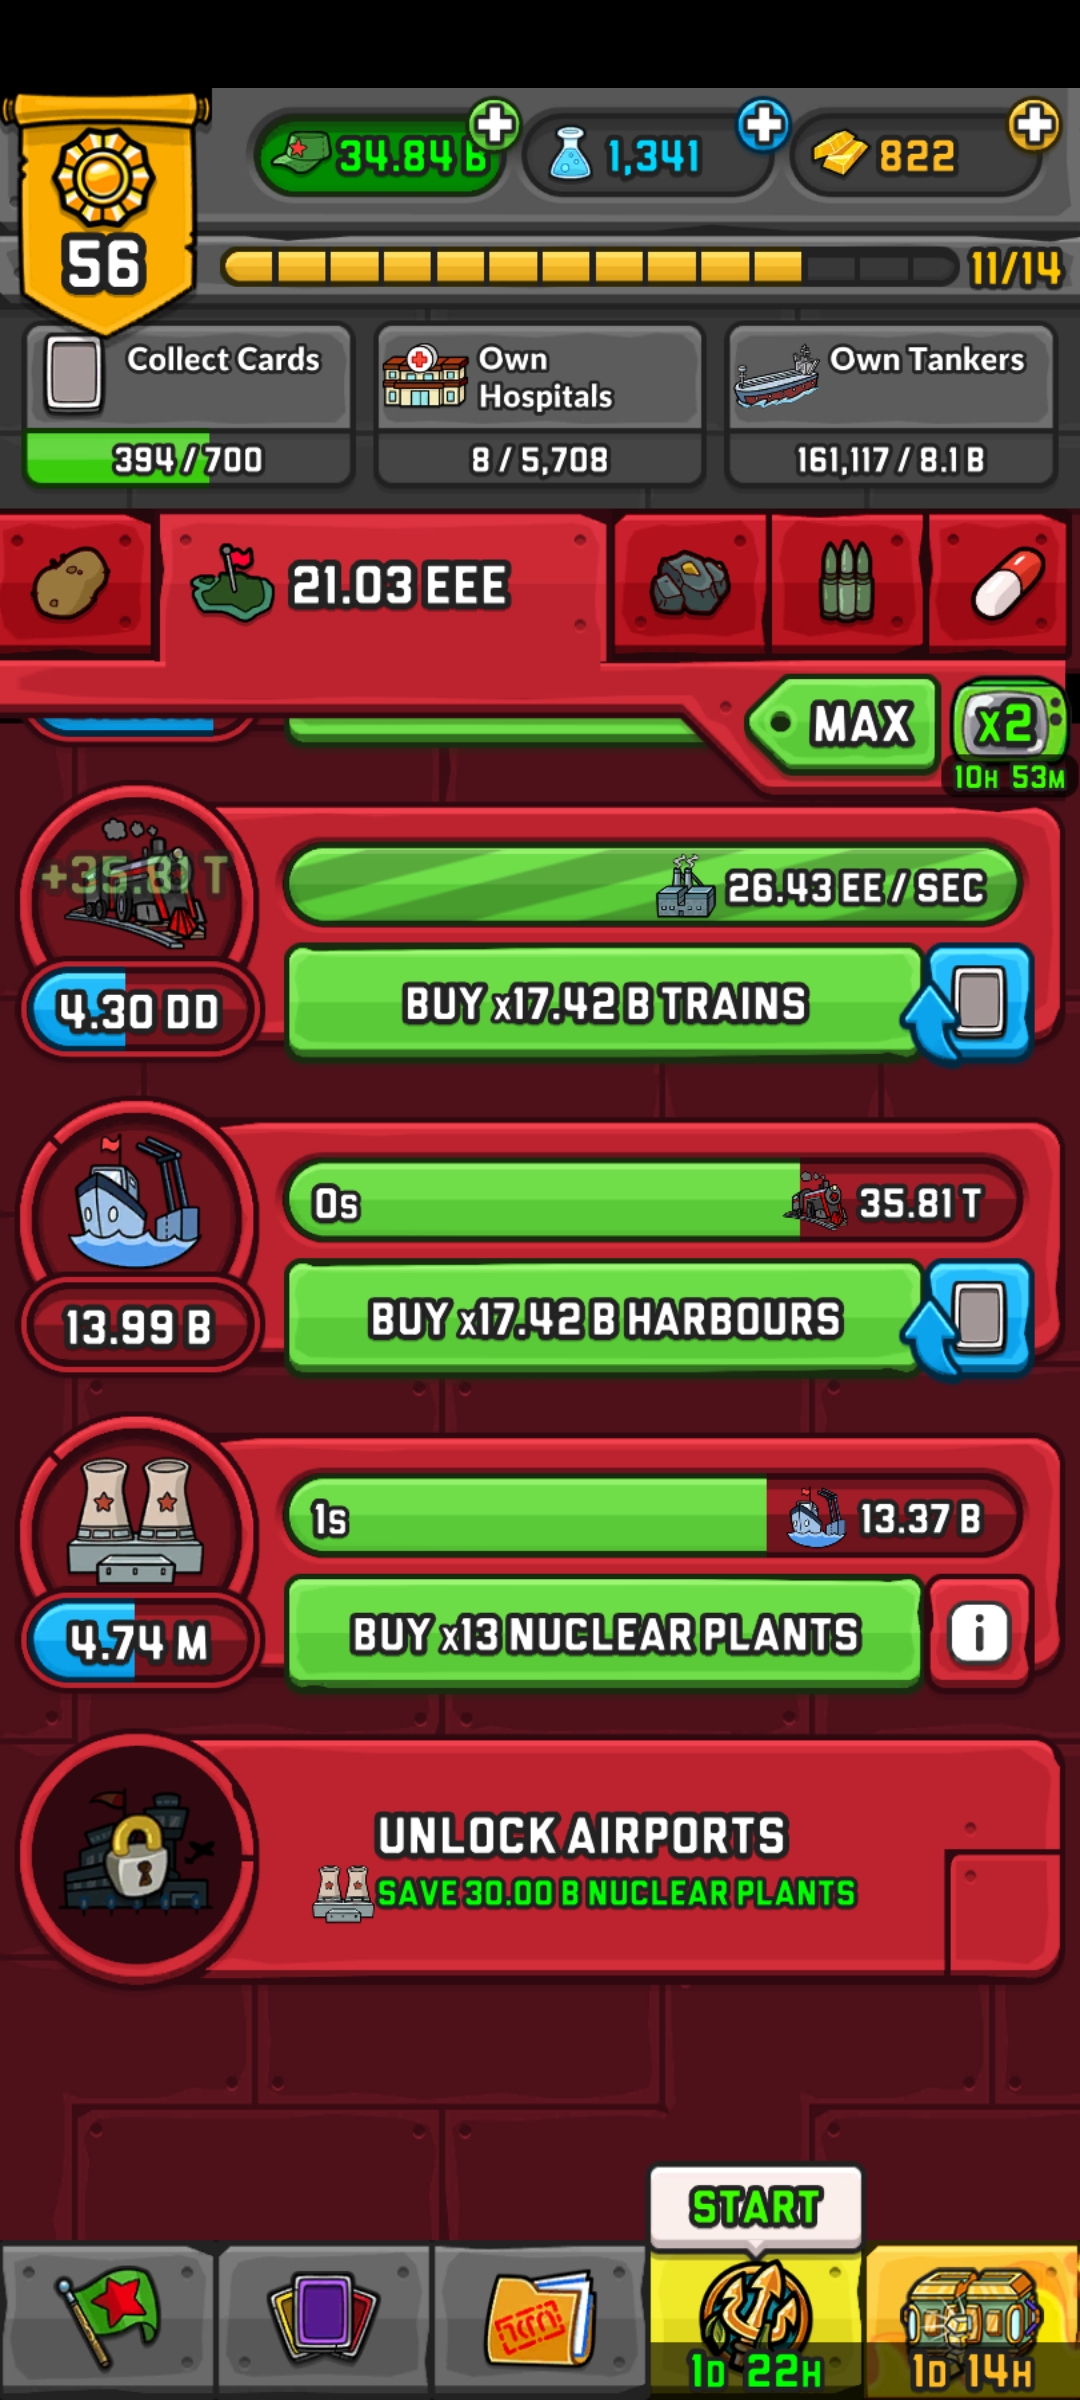 34.84 B
1,341
822
56
11/14
Collect Cards
394/700
Own
Hospitals
8/5,708
Own Tankers
161,117/8.1 B
21.03 EEE
MAX
x2
10H 53M
+35.81 T
26.43 EE/SEC
4.30 DD
BUY x17.42 B TRAINS
0s
35.81 T
13.99 B
BUY x17.42 B HARBOURS
1s
13.37 B
4.74 M
BUY x13 NUCLEAR PLANTS
i
UNLOCK AIRPORTS
SAVE 30.00 B NUCLEAR PLANTS
START
1D 22H
1D 14H